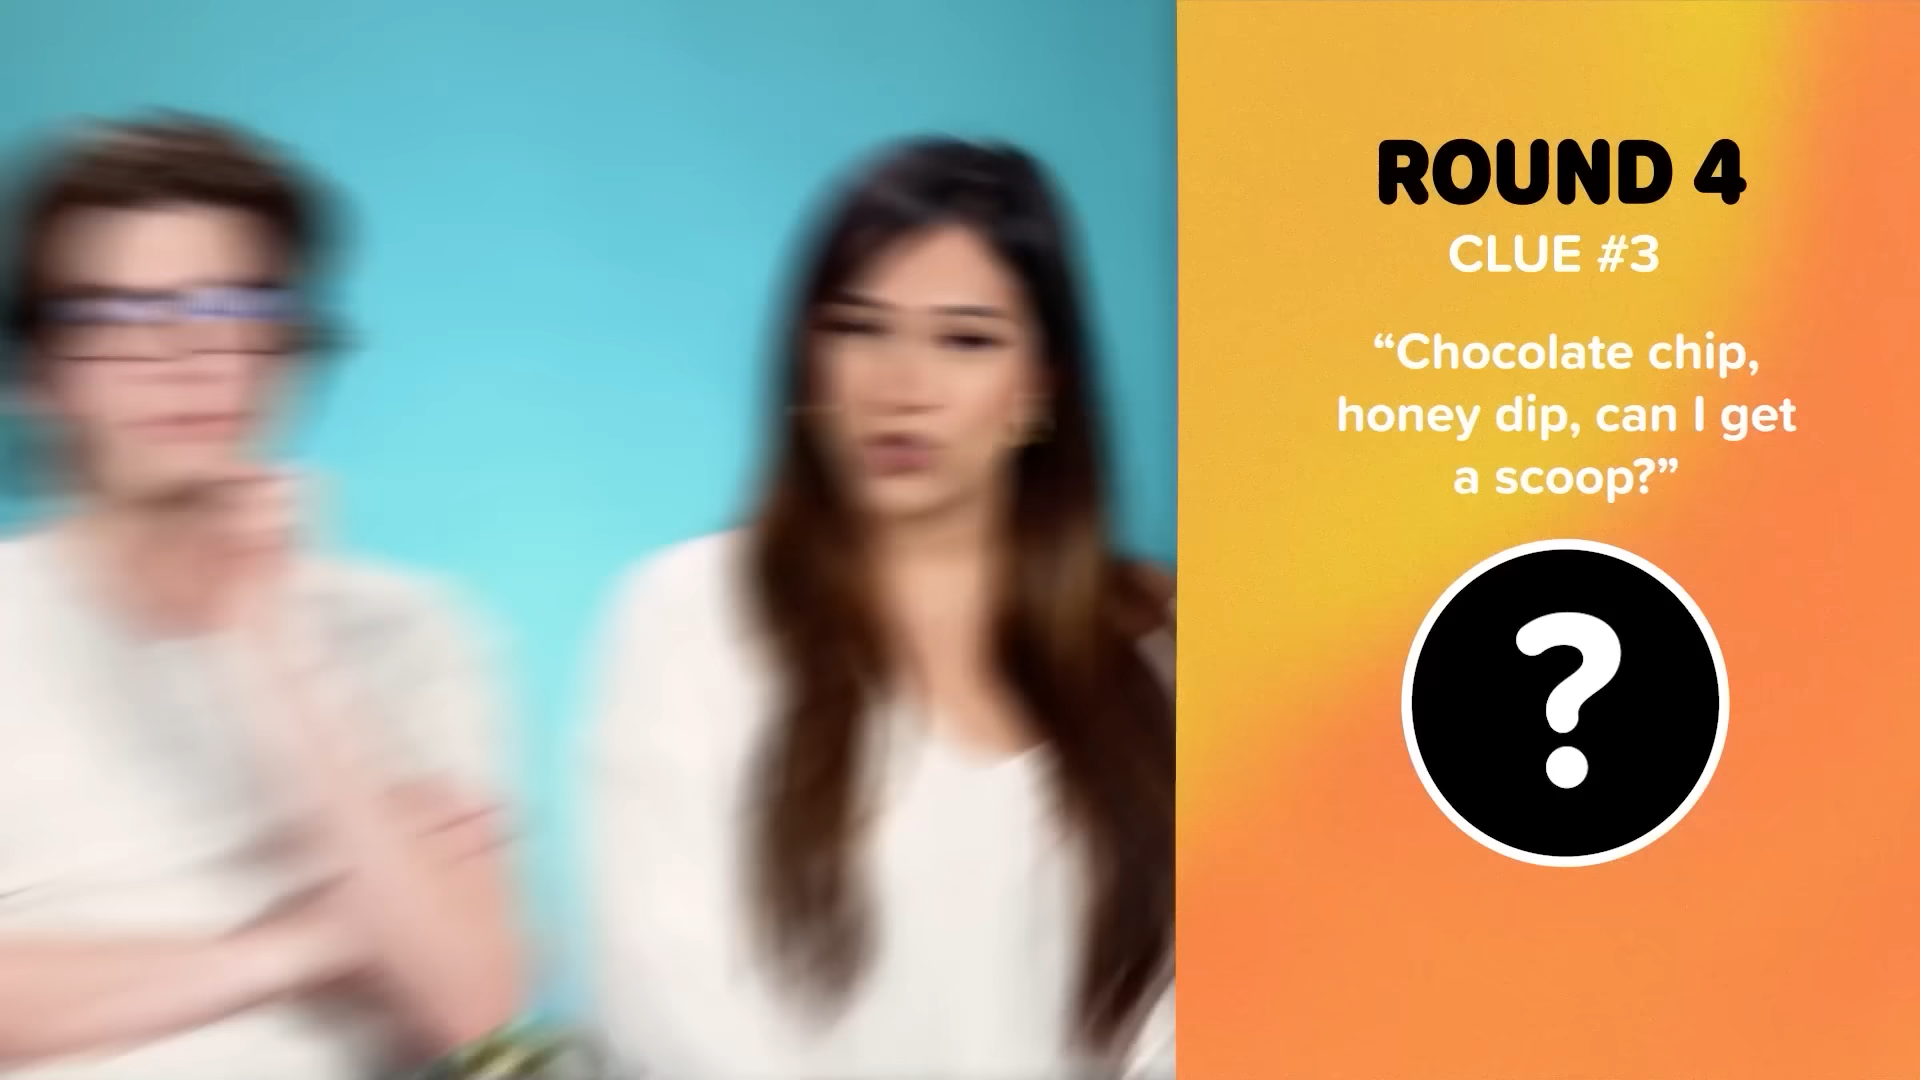 ROUND 4
CLUE #3
“Chocolate chip,
honey dip, can I get
a scoop?”
?